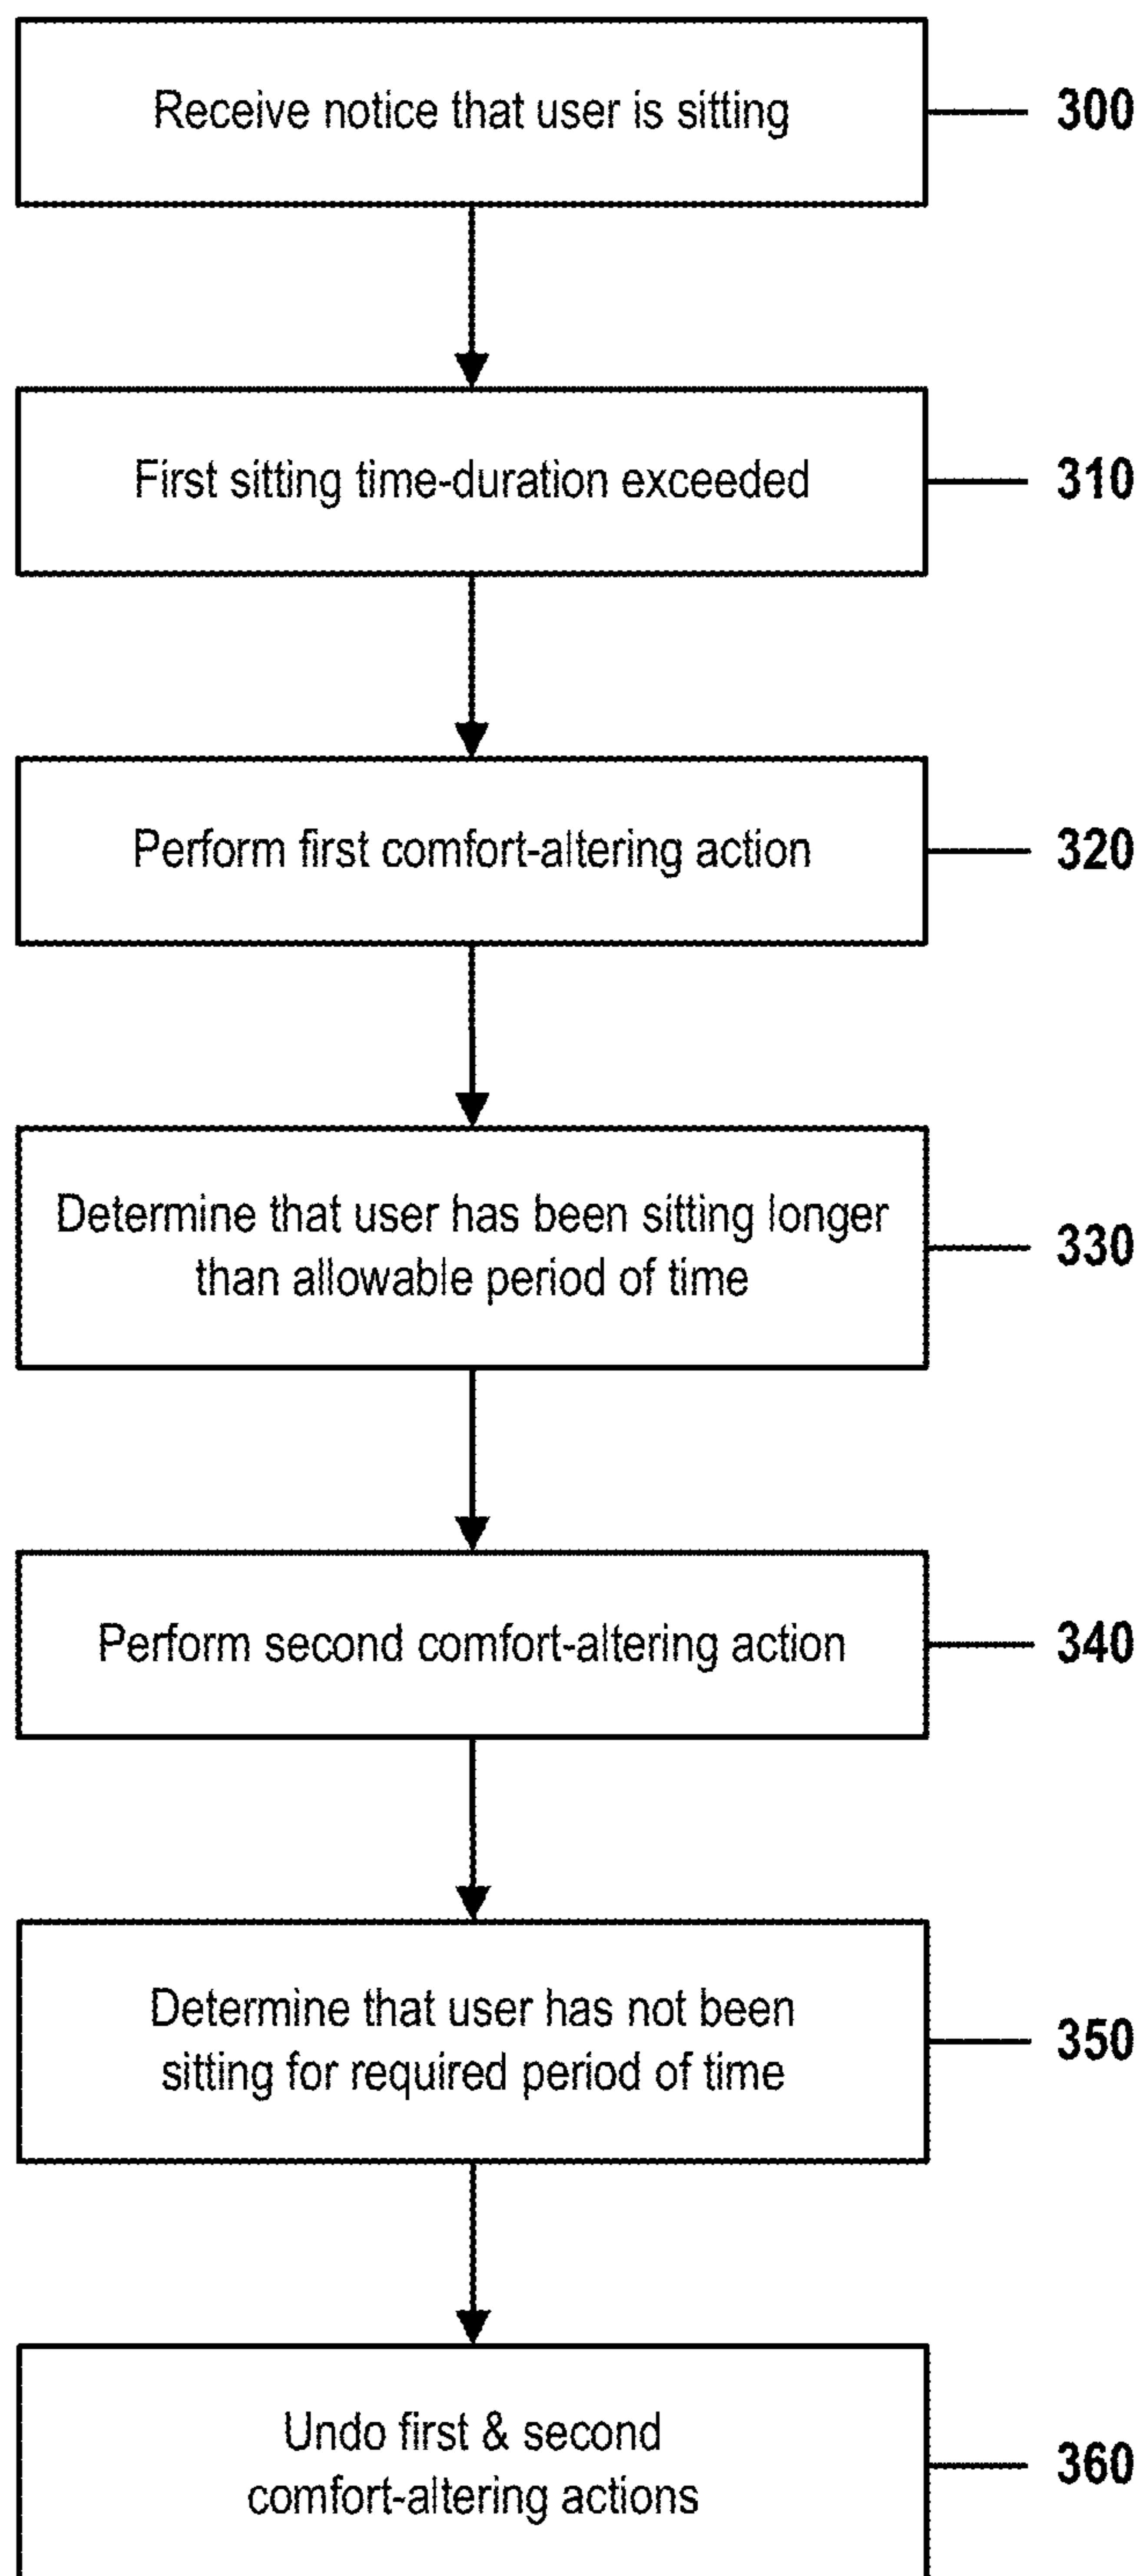 Receive notice that user is sitting
300
First sitting time-duration exceeded
310
Perform first comfort-altering action
320
Determine that user has been sitting longer
than allowable period of time
330
Perform second comfort-altering action
340
Determine that user has not been
sitting for required period of time
350
Undo first & second
comfort-altering actions
360